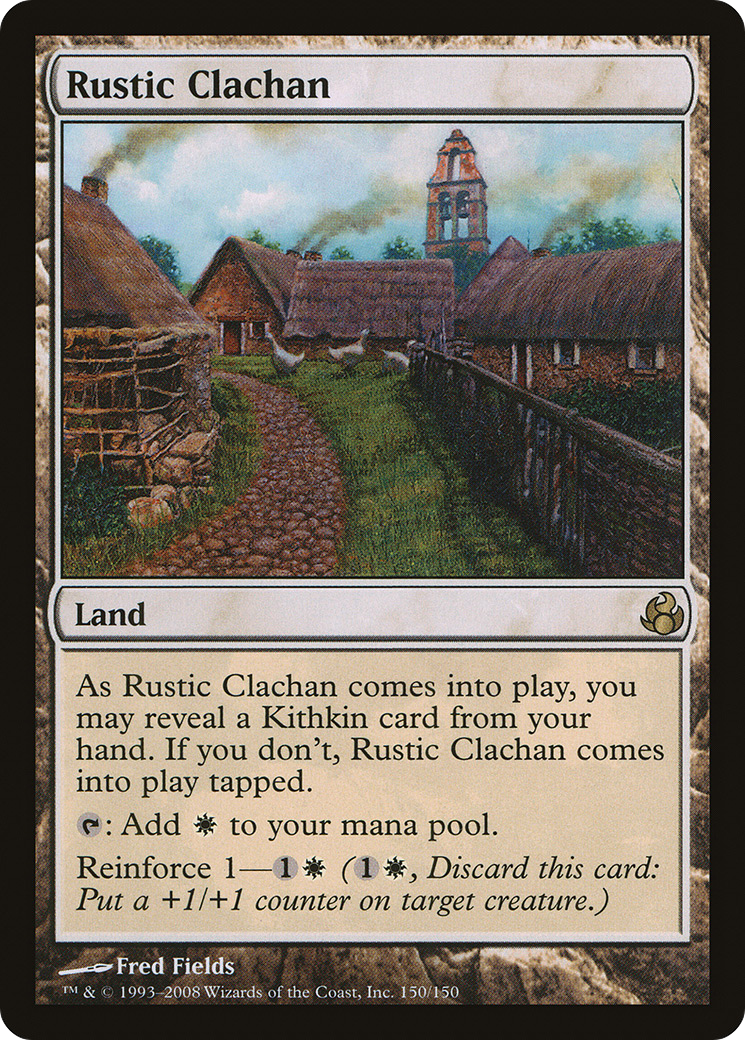 Rustic Clachan
Land
As Rustic Clachan comes into play, you
may reveal a Kithkin card from your
hand. If you don't, Rustic Clachan comes
into play tapped.
: Add to your mana pool.
Reinforce 1—1 (1, Discard this card:
Put a +1/+1 counter on target creature.)
Fred Fields
™ & © 1993–2008 Wizards of the Coast, Inc. 150/150